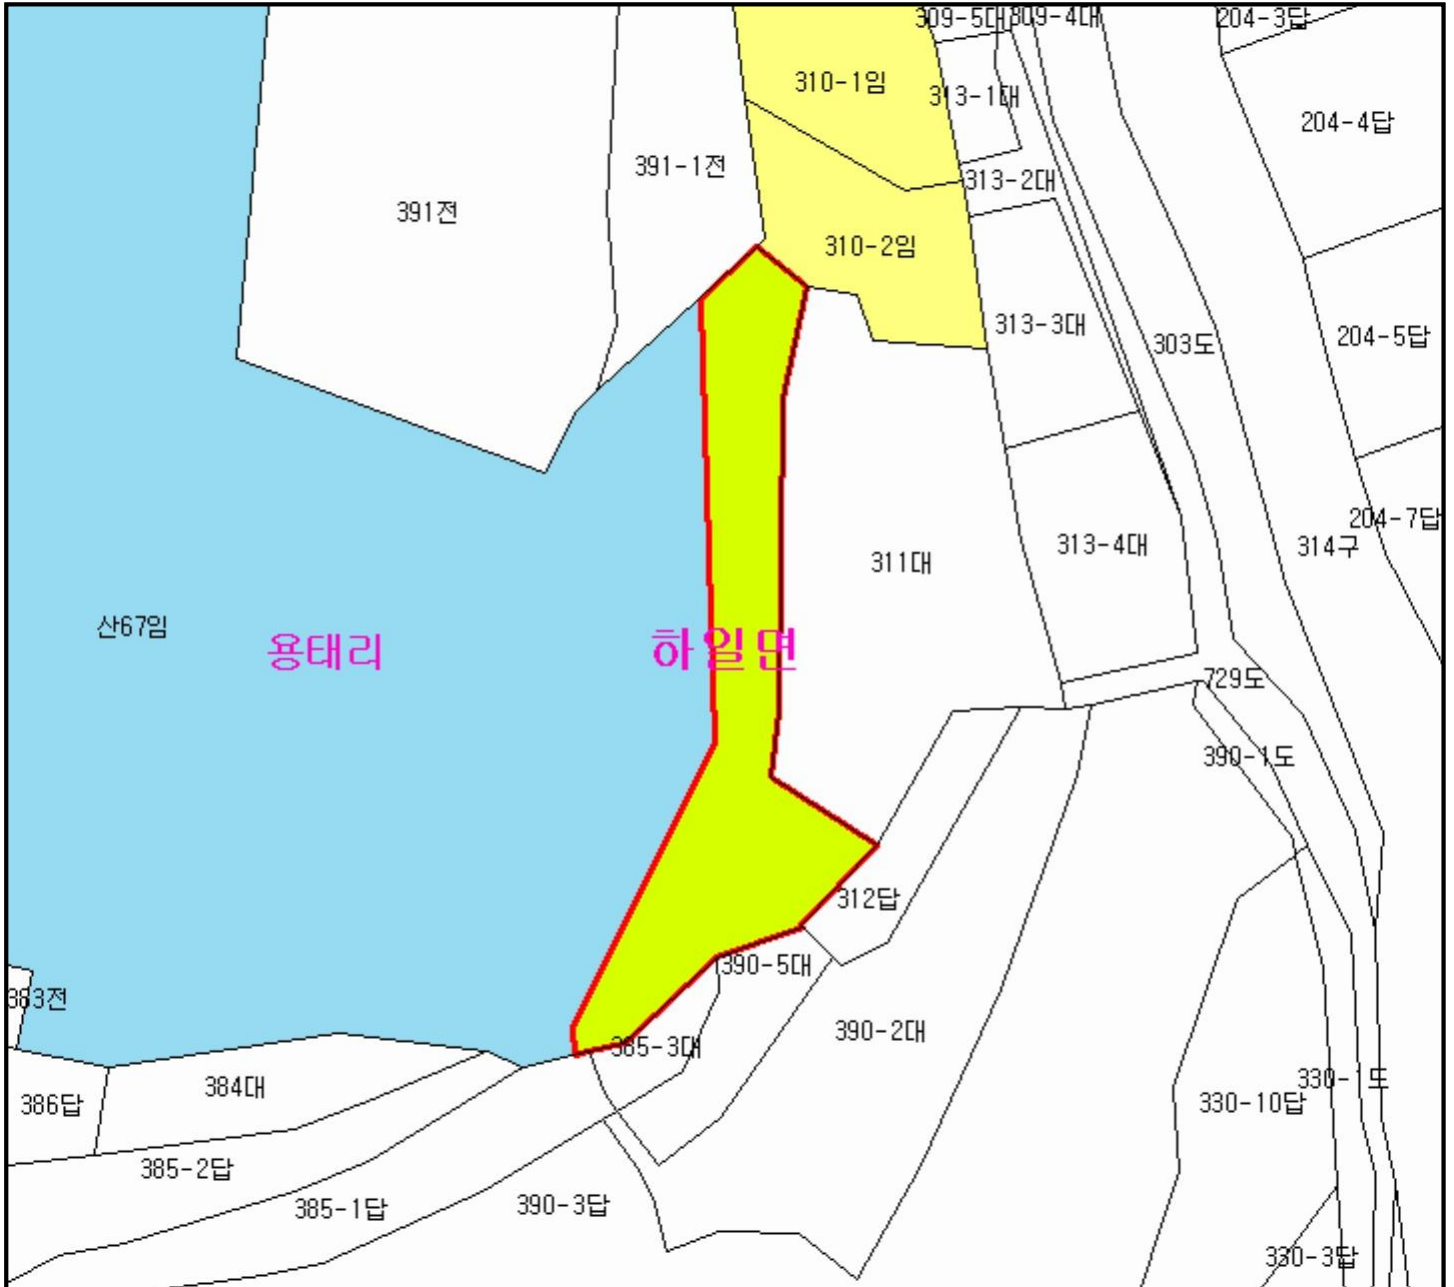 309-5대
309-4대
204-3답
310-1임
313-1대
204-4답
391-1전
313-2대
391전
310-2임
313-3대
303도
204-5답
204-7답
311대
313-4대
314구
산67임
용태리
하일면
729도
390-1도
312답
390-5대
383전
390-2대
385-3대
384대
330-1도
386답
330-10답
385-2답
385-1답
390-3답
330-3답